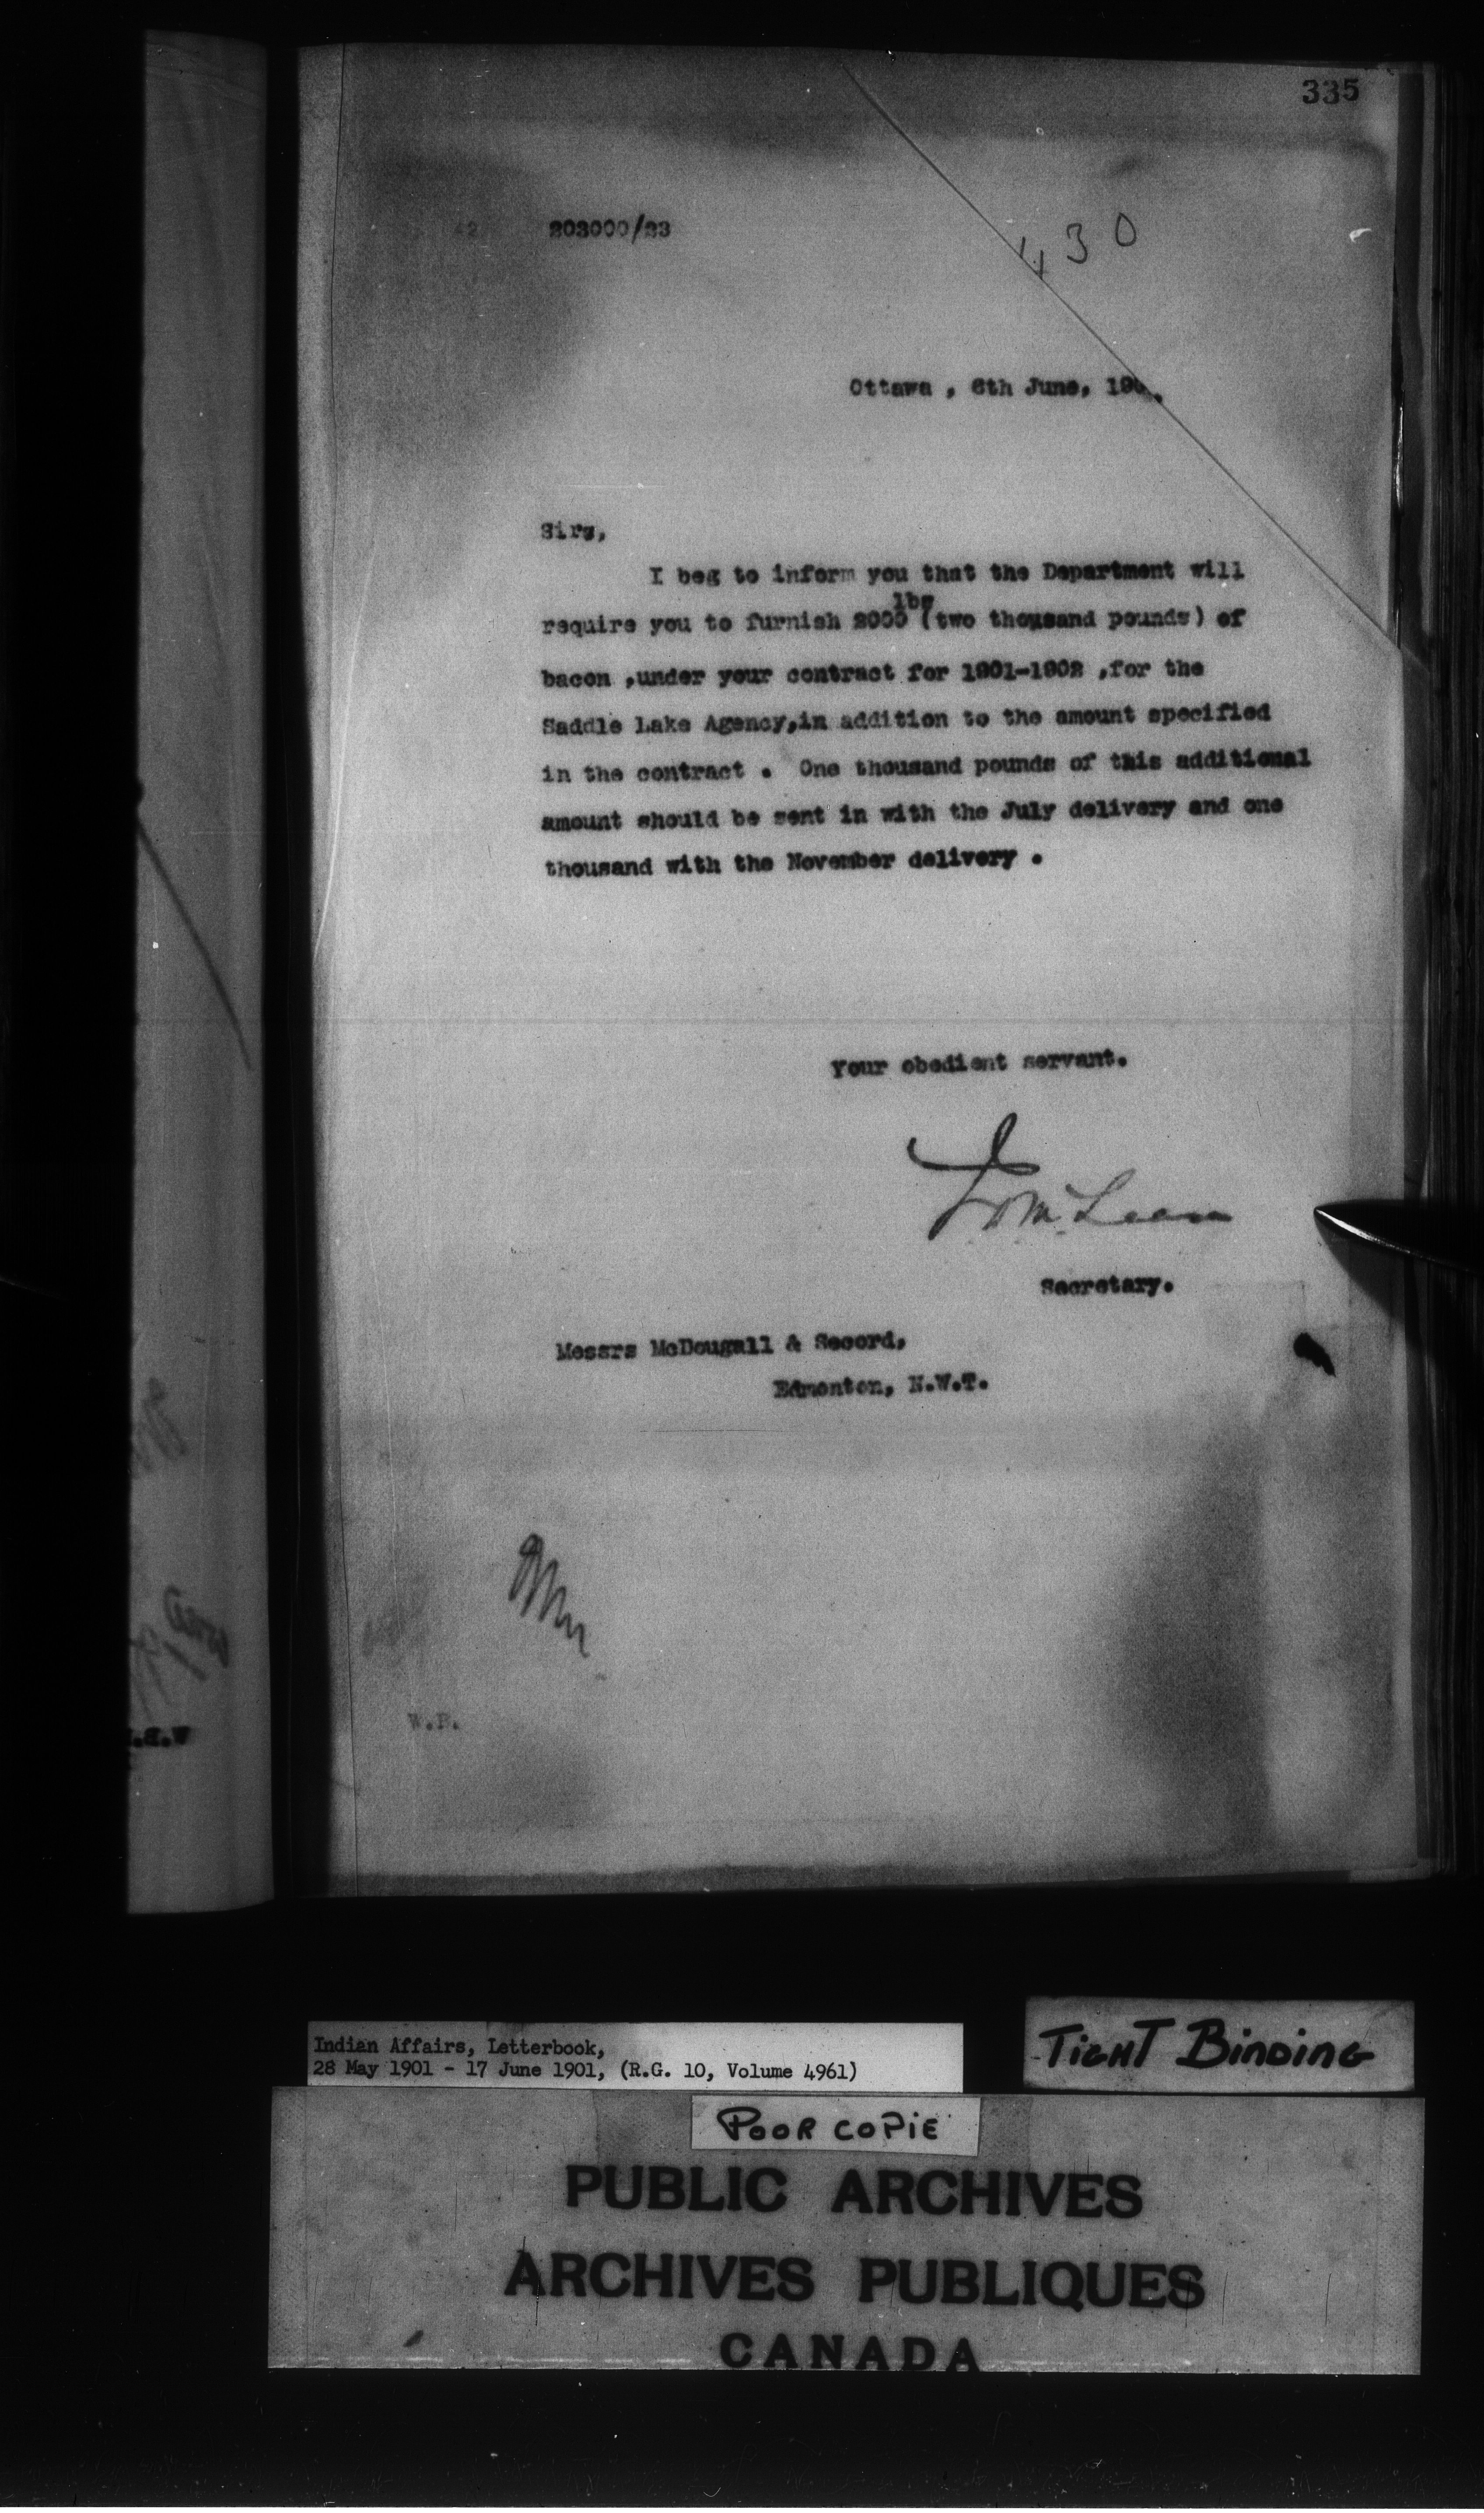 335
203000/23
430
Ottawa , 6th June, 190
Sirs,
I beg to inform you that the Department will
require you to furnish 2000 lbs (two thousand pounds) of
bacon ,under your contract for 1901-1902 ,for the
Saddle Lake Agency,in addition to the amount specified
in the contract . One thousand pounds of this additional
amount should be sent in with the July delivery and one
thousand with the November delivery .
Your obedient servant.
J D McLean
Secretary.
Messrs McDougall & Secord,
Edmonton, N.W.T.
Indian Affairs, Letterbook,
28 May 1901 - 17 June 1901, (R.G. 10, Volume 4961)
TIGHT BINDING
POOR COPIE
PUBLIC ARCHIVES
ARCHIVES PUBLIQUES
CANADA